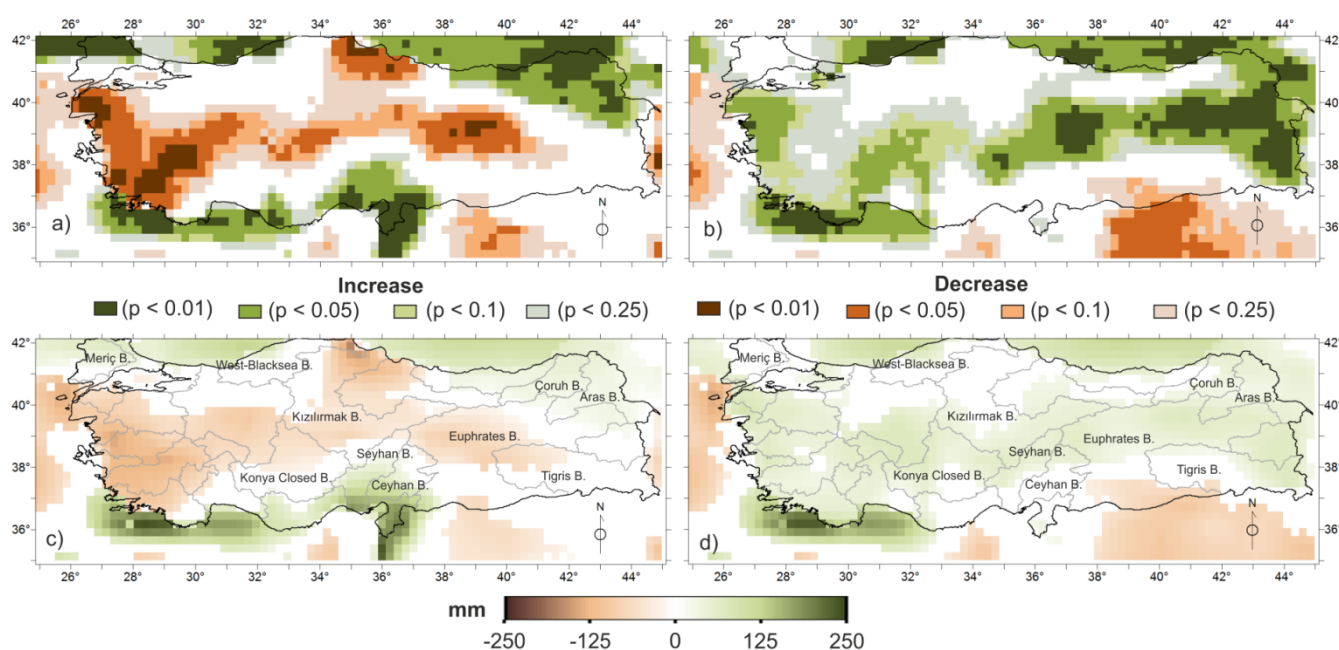 26° 28° 30° 32° 34° 36° 38° 40° 42° 44°
26° 28° 30° 32° 34° 36° 38° 40° 42° 44°
42°
40°
38°
36°
a)
N
42°
40°
38°
36°
b)
N
Increase
(p < 0.01) (p < 0.05) (p < 0.1) (p < 0.25)
Decrease
(p < 0.01) (p < 0.05) (p < 0.1) (p < 0.25)
42°
40°
38°
36°
Meriç B.
West-Blacksea B.
Çoruh B.
Aras B.
Kızılırmak B.
Euphrates B.
Seyhan B.
Konya Closed B.
Ceyhan B.
Tigris B.
c)
N
42°
40°
38°
36°
Meriç B.
West-Blacksea B.
Çoruh B.
Aras B.
Kızılırmak B.
Euphrates B.
Seyhan B.
Konya Closed B.
Ceyhan B.
Tigris B.
d)
N
26° 28° 30° 32° 34° 36° 38° 40° 42° 44°
26° 28° 30° 32° 34° 36° 38° 40° 42° 44°
mm
-250 -125 0 125 250